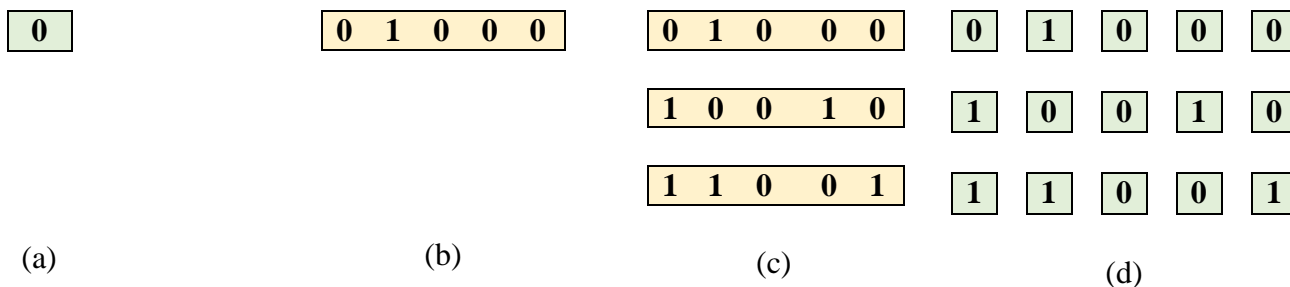 0 0 1 0 0 0 0 1 0 0 0 0 1 0 0 0
1 0 0 1 0 1 0 0 1 0
1 1 0 0 1 1 1 0 0 1
(a) (b) (c) (d)